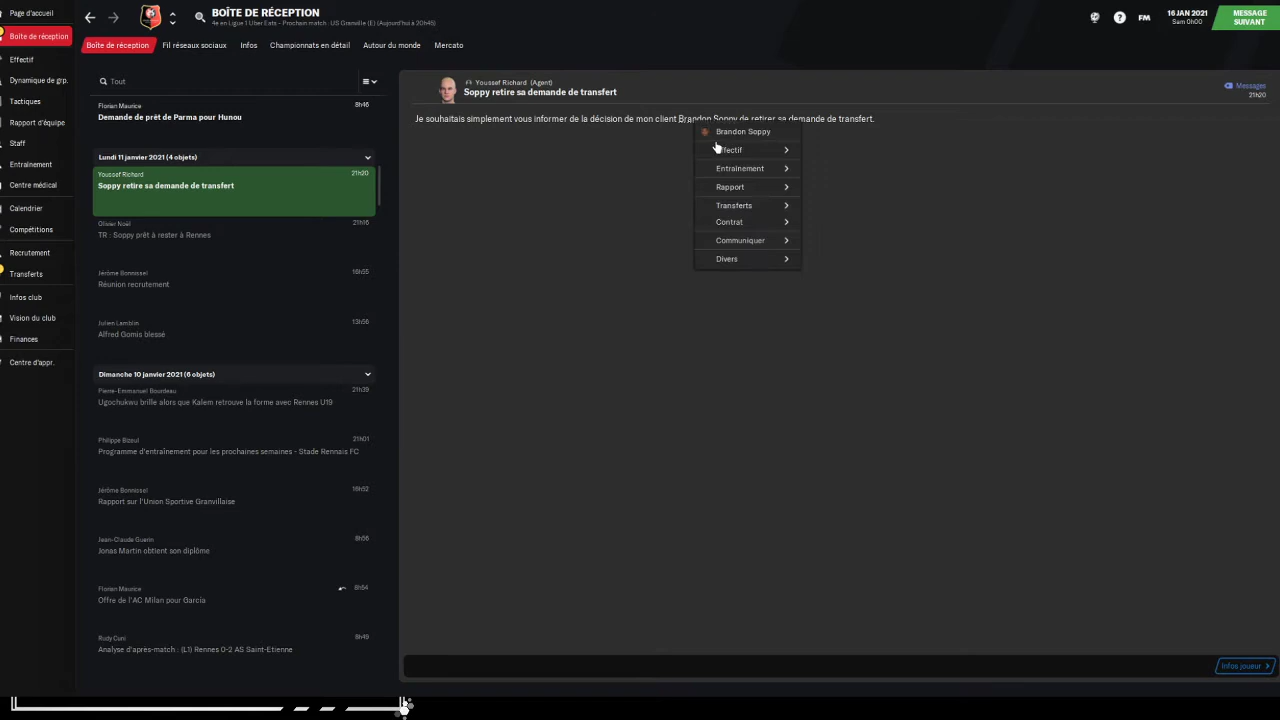 Page d'accueil
Boîte de réception
Effectif
Dynamique de grp.
Tactiques
Rapport d'équipe
Staff
Entraînement
Centre médical
Calendrier
Compétitions
Recrutement
Transferts
Infos club
Vision du club
Finances
Centre d'appr.
BOÎTE DE RÉCEPTION
4e en Ligue 1 Uber Eats - Prochain match : US Granville (E) (Aujourd'hui à 20h45)
FM
16 JAN 2021
Sam 0h00
MESSAGE
SUIVANT
Boîte de réception
Fil réseaux sociaux
Infos
Championnats en détail
Autour du monde
Mercato
Tout
Florian Maurice
8h46
Demande de prêt de Parma pour Hunou
Lundi 11 janvier 2021 (4 objets)
Youssef Richard
21h20
Soppy retire sa demande de transfert
Olivier Noël
21h16
TR : Soppy prêt à rester à Rennes
Jérôme Bonnissel
16h55
Réunion recrutement
Julien Lamblin
13h56
Alfred Gomis blessé
Dimanche 10 janvier 2021 (6 objets)
Pierre-Emmanuel Bourdeau
21h39
Ugochukwu brille alors que Kalem retrouve la forme avec Rennes U19
Philippe Bizeul
21h01
Programme d'entraînement pour les prochaines semaines - Stade Rennais FC
Jérôme Bonnissel
16h52
Rapport sur l'Union Sportive Granvillaise
Jean-Claude Guerin
8h56
Jonas Martin obtient son diplôme
Florian Maurice
8h54
Offre de l'AC Milan pour García
Rudy Cuni
8h49
Analyse d'après-match : (L1) Rennes 0-2 AS Saint-Etienne
Youssef Richard (Agent)
Soppy retire sa demande de transfert
Messages
21h20
Je souhaitais simplement vous informer de la décision de mon client Brandon Soppy de retirer sa demande de transfert.
Brandon Soppy
Effectif
Entraînement
Rapport
Transferts
Contrat
Communiquer
Divers
Infos joueur